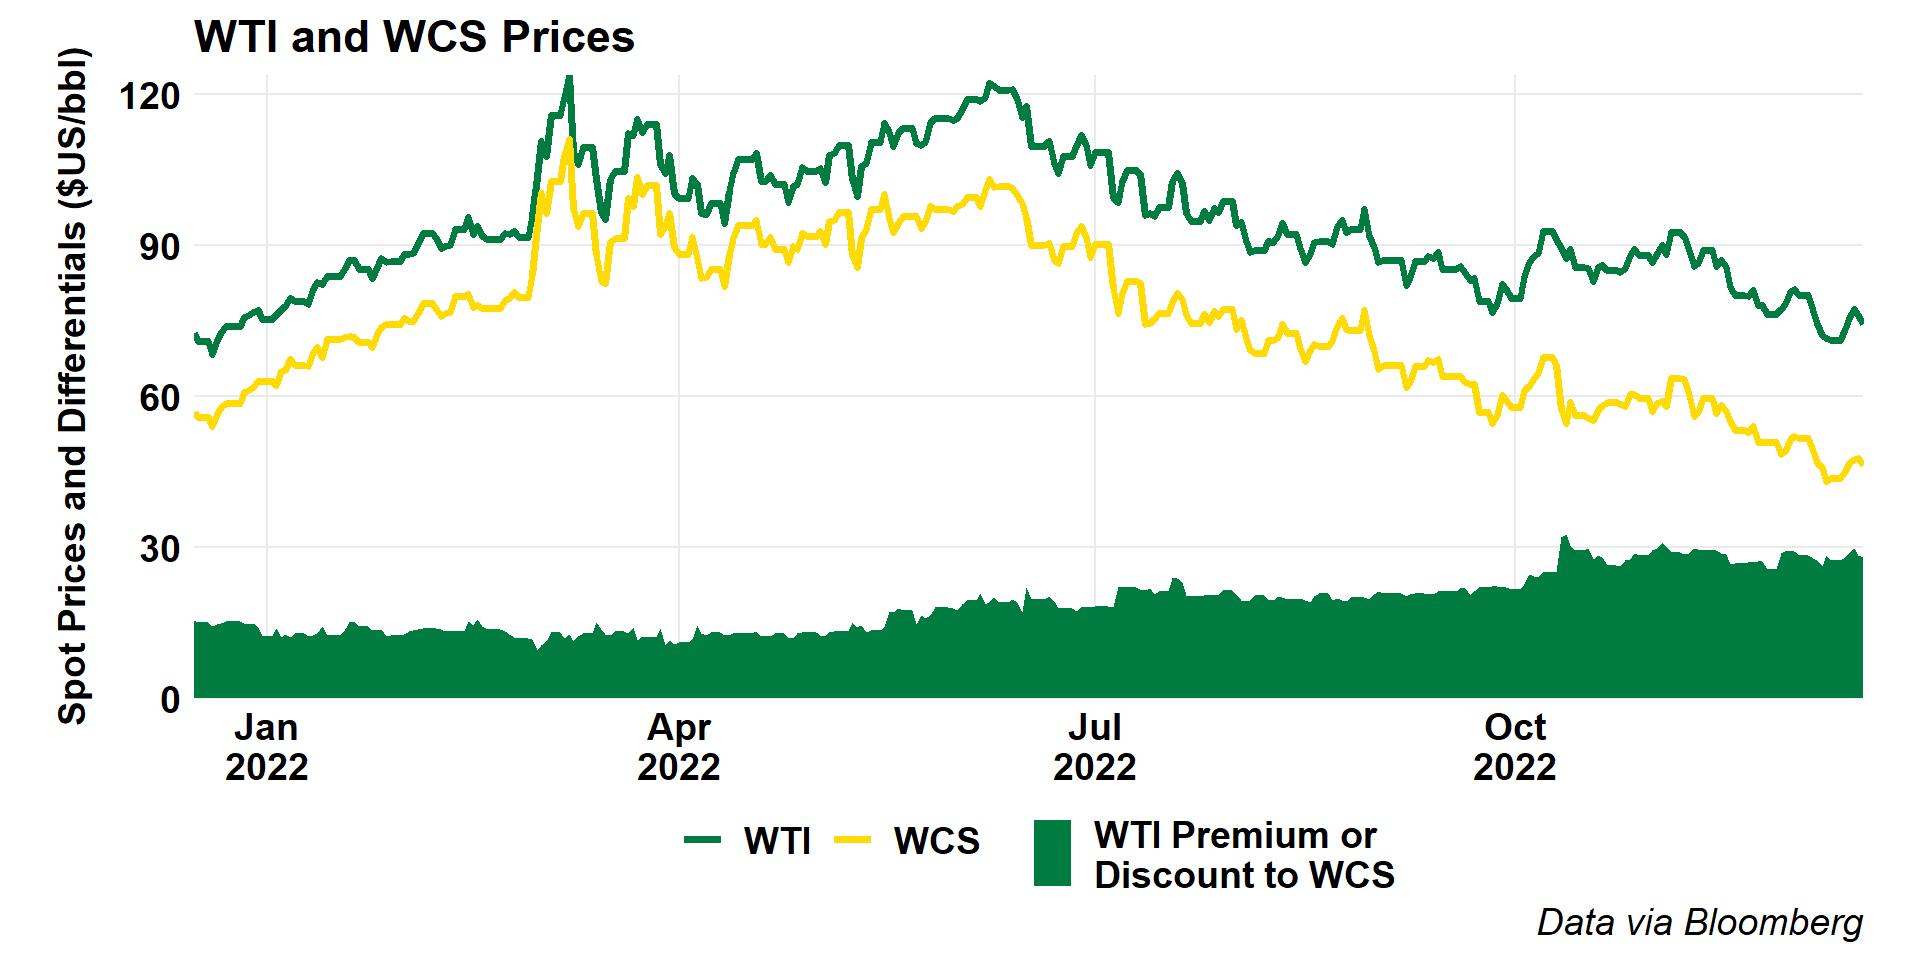 WTI and WCS Prices
Spot Prices and Differentials ($US/bbl)
120
90
60
30
0
Jan
2022
Apr
2022
Jul
2022
Oct
2022
WTI
WCS
WTI Premium or
Discount to WCS
Data via Bloomberg